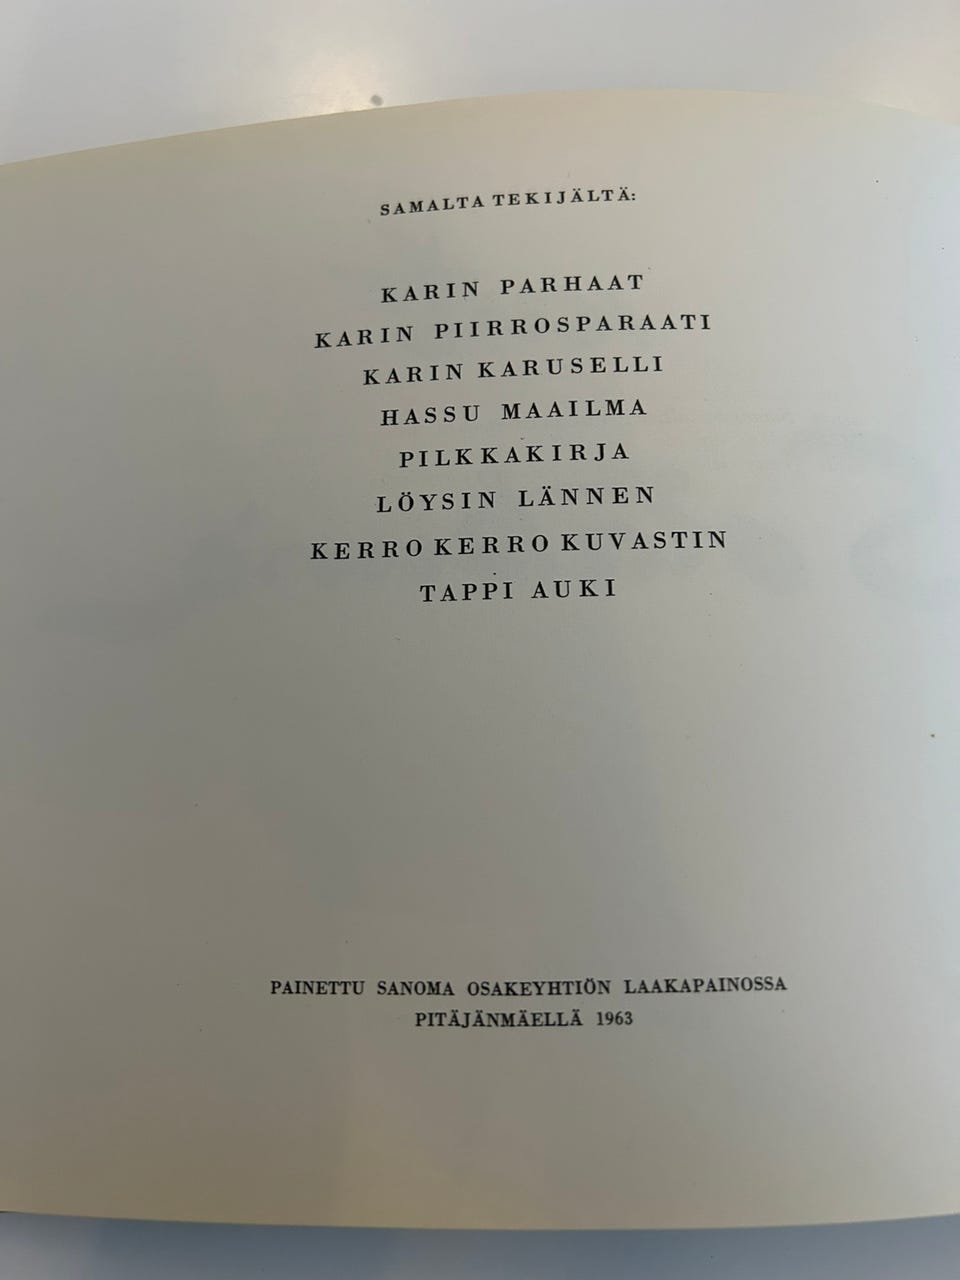 SAMALTA TEKIJÄLTÄ:
KARIN PARHAAT
KARIN PIIRROSPARAATI
KARIN KARUSELLI
HASSU MAAILMA
PILKKAKIRJA
LÖYSIN LÄNNEN
KERRO KERRO KUVASTIN
TAPPI AUKI
PAINETTU SANOMA OSAKEYHTIÖN LAAKAPAINOSSA
PITÄJÄNMÄELLÄ 1963